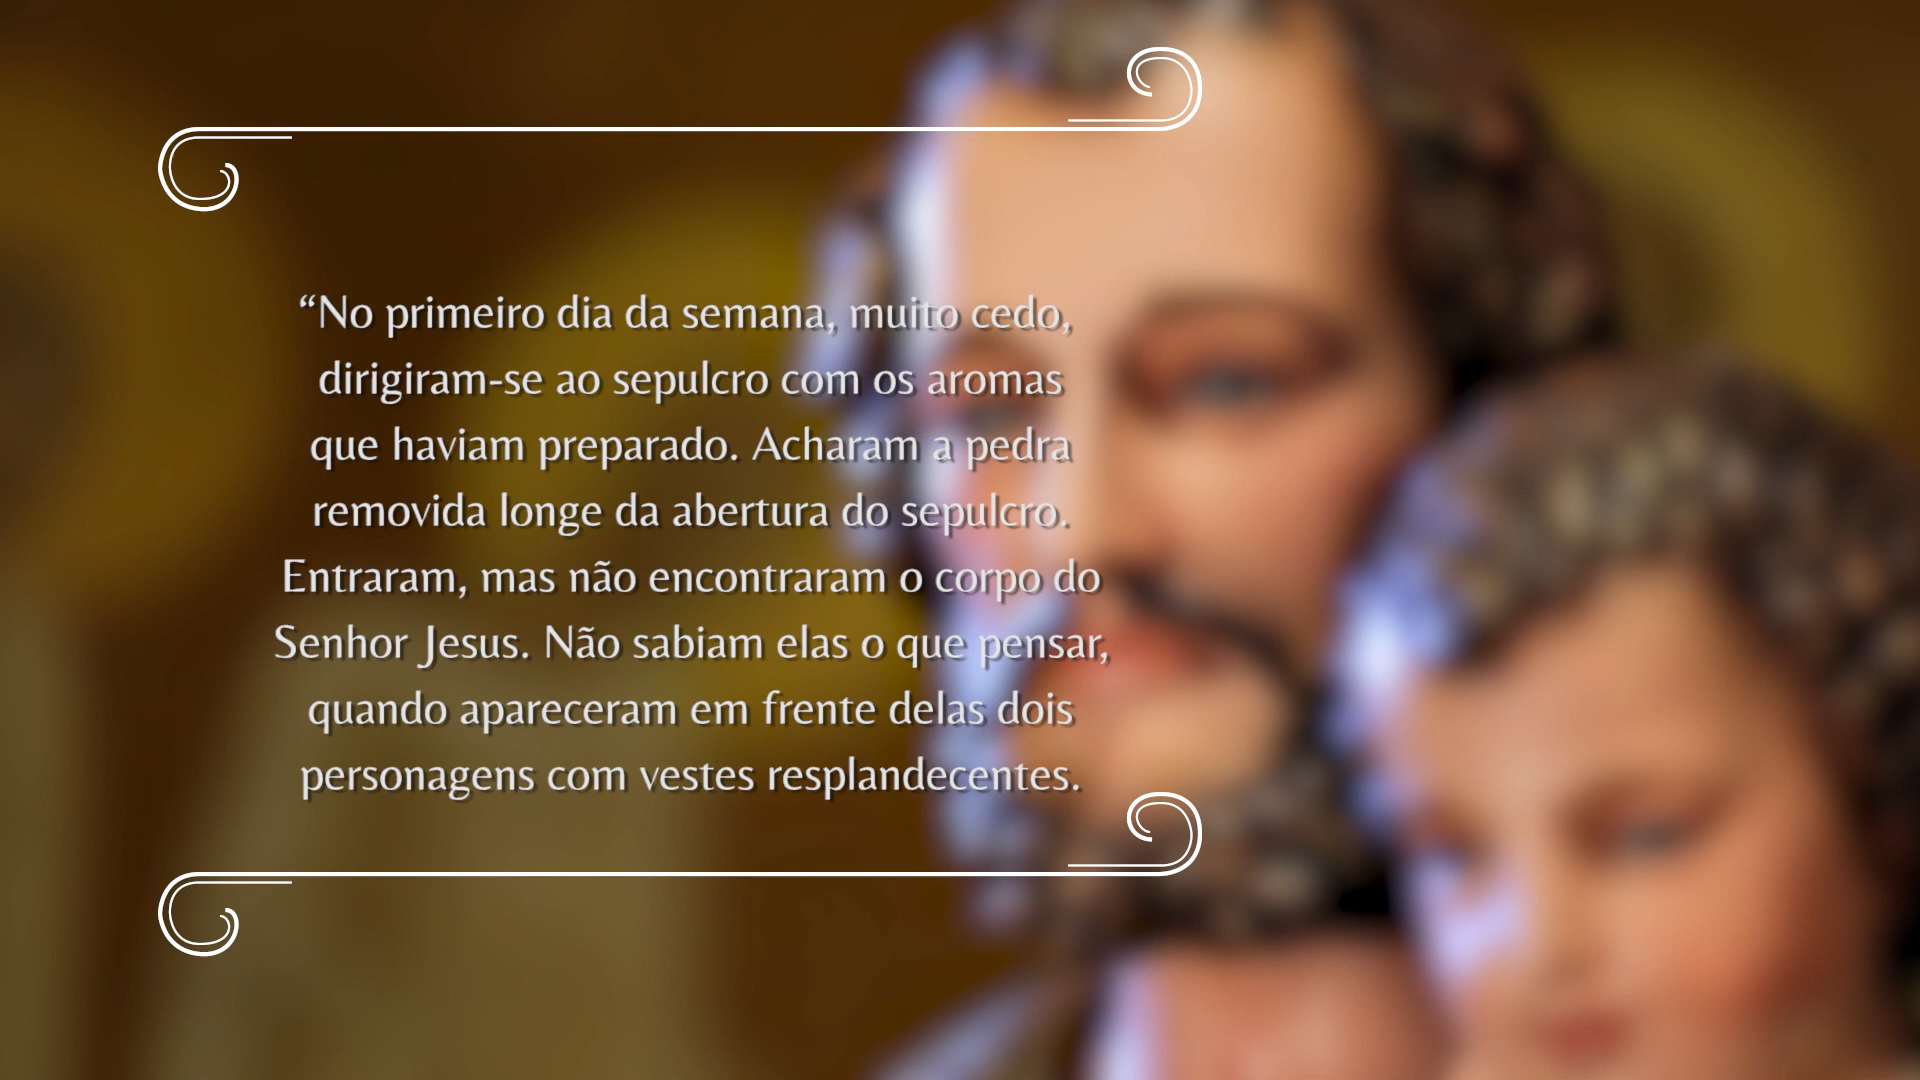 “No primeiro dia da semana, muito cedo,
dirigiram-se ao sepulcro com os aromas
que haviam preparado. Acharam a pedra
removida longe da abertura do sepulcro.
Entraram, mas não encontraram o corpo do
Senhor Jesus. Não sabiam elas o que pensar,
quando apareceram em frente delas dois
personagens com vestes resplandecentes.